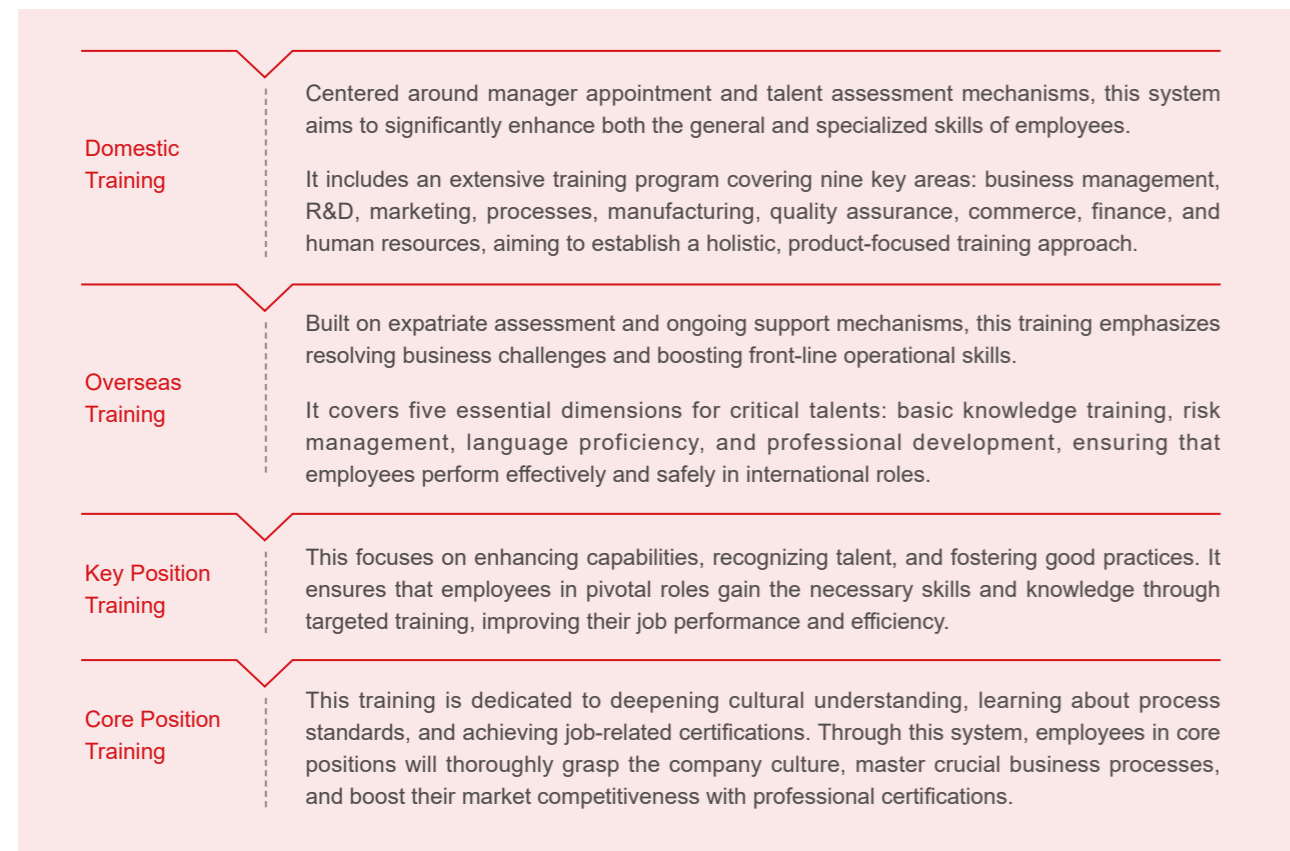 Domestic
Training
Centered around manager appointment and talent assessment mechanisms, this system
aims to significantly enhance both the general and specialized skills of employees.
It includes an extensive training program covering nine key areas: business management,
R&D, marketing, processes, manufacturing, quality assurance, commerce, finance, and
human resources, aiming to establish a holistic, product-focused training approach.
Overseas
Training
Built on expatriate assessment and ongoing support mechanisms, this training emphasizes
resolving business challenges and boosting front-line operational skills.
It covers five essential dimensions for critical talents: basic knowledge training, risk
management, language proficiency, and professional development, ensuring that
employees perform effectively and safely in international roles.
Key Position
Training
This focuses on enhancing capabilities, recognizing talent, and fostering good practices. It
ensures that employees in pivotal roles gain the necessary skills and knowledge through
targeted training, improving their job performance and efficiency.
Core Position
Training
This training is dedicated to deepening cultural understanding, learning about process
standards, and achieving job-related certifications. Through this system, employees in core
positions will thoroughly grasp the company culture, master crucial business processes,
and boost their market competitiveness with professional certifications.